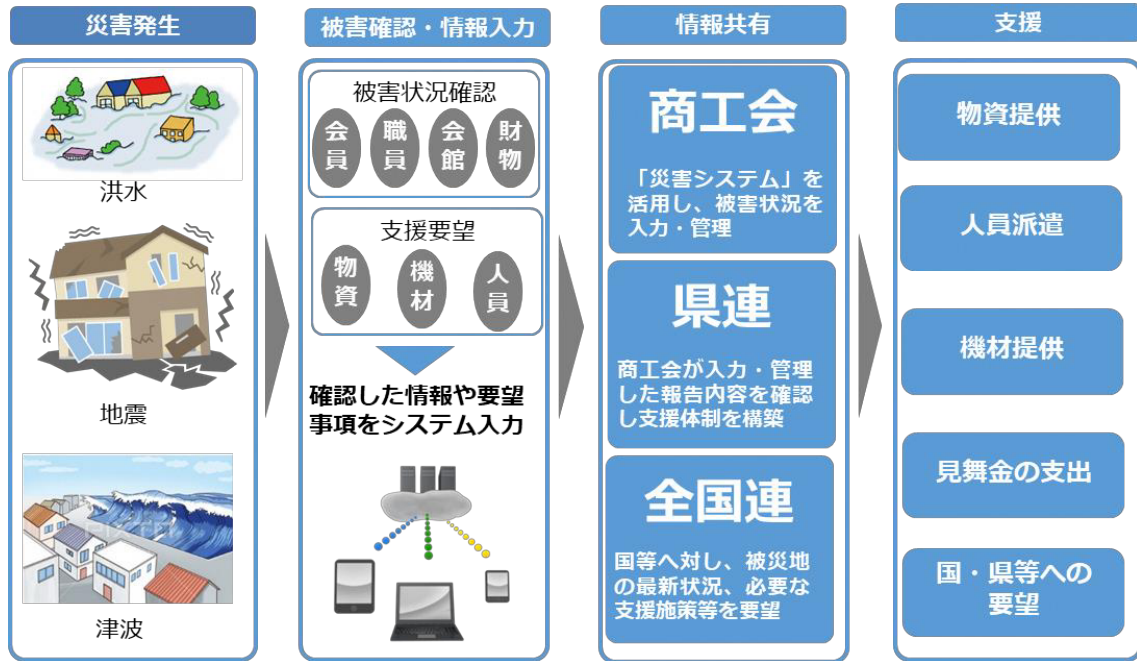 災害発生
洪水
地震
津波
被害確認・情報入力
被害状況確認
会員
職員
会館
財物
支援要望
物資
機材
人員
確認した情報や要望
事項をシステム入力
情報共有
商工会
「災害システム」を
活用し、被害状況を
入力・管理
県連
商工会が入力・管理
した報告内容を確認
し支援体制を構築
全国連
国等へ対し、被災地
の最新状況、必要な
支援施策等を要望
支援
物資提供
人員派遣
機材提供
見舞金の支出
国・県等への
要望